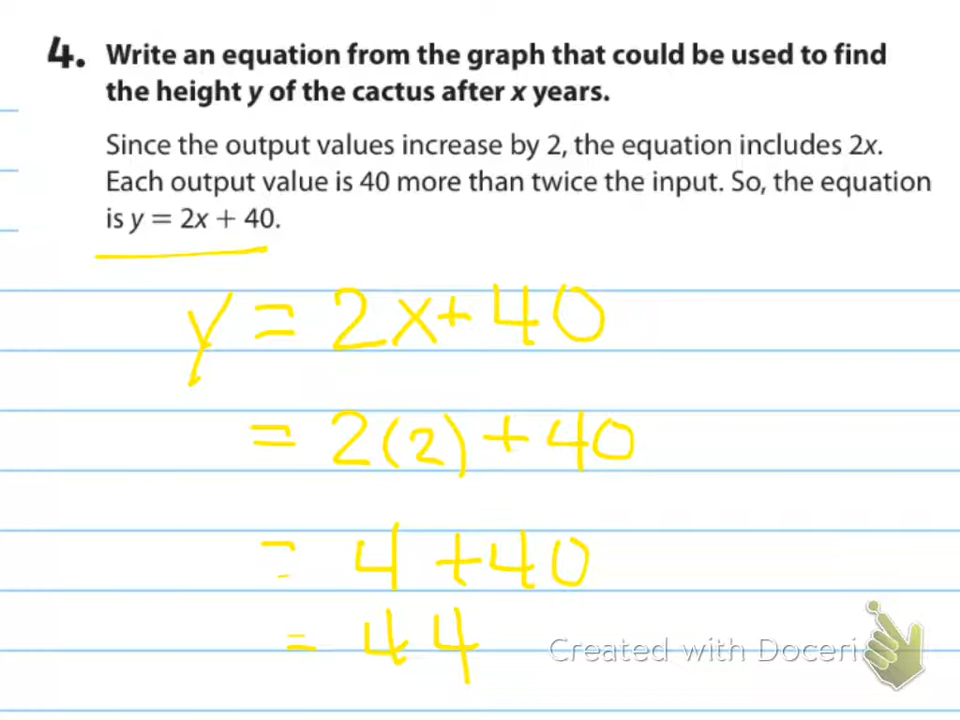 4. Write an equation from the graph that could be used to find
the height y of the cactus after x years.
Since the output values increase by 2, the equation includes 2x.
Each output value is 40 more than twice the input. So, the equation
is y = 2x + 40.
y = 2x+40
= 2(2) + 40
= 4 +40
= 44
Created with Doceri